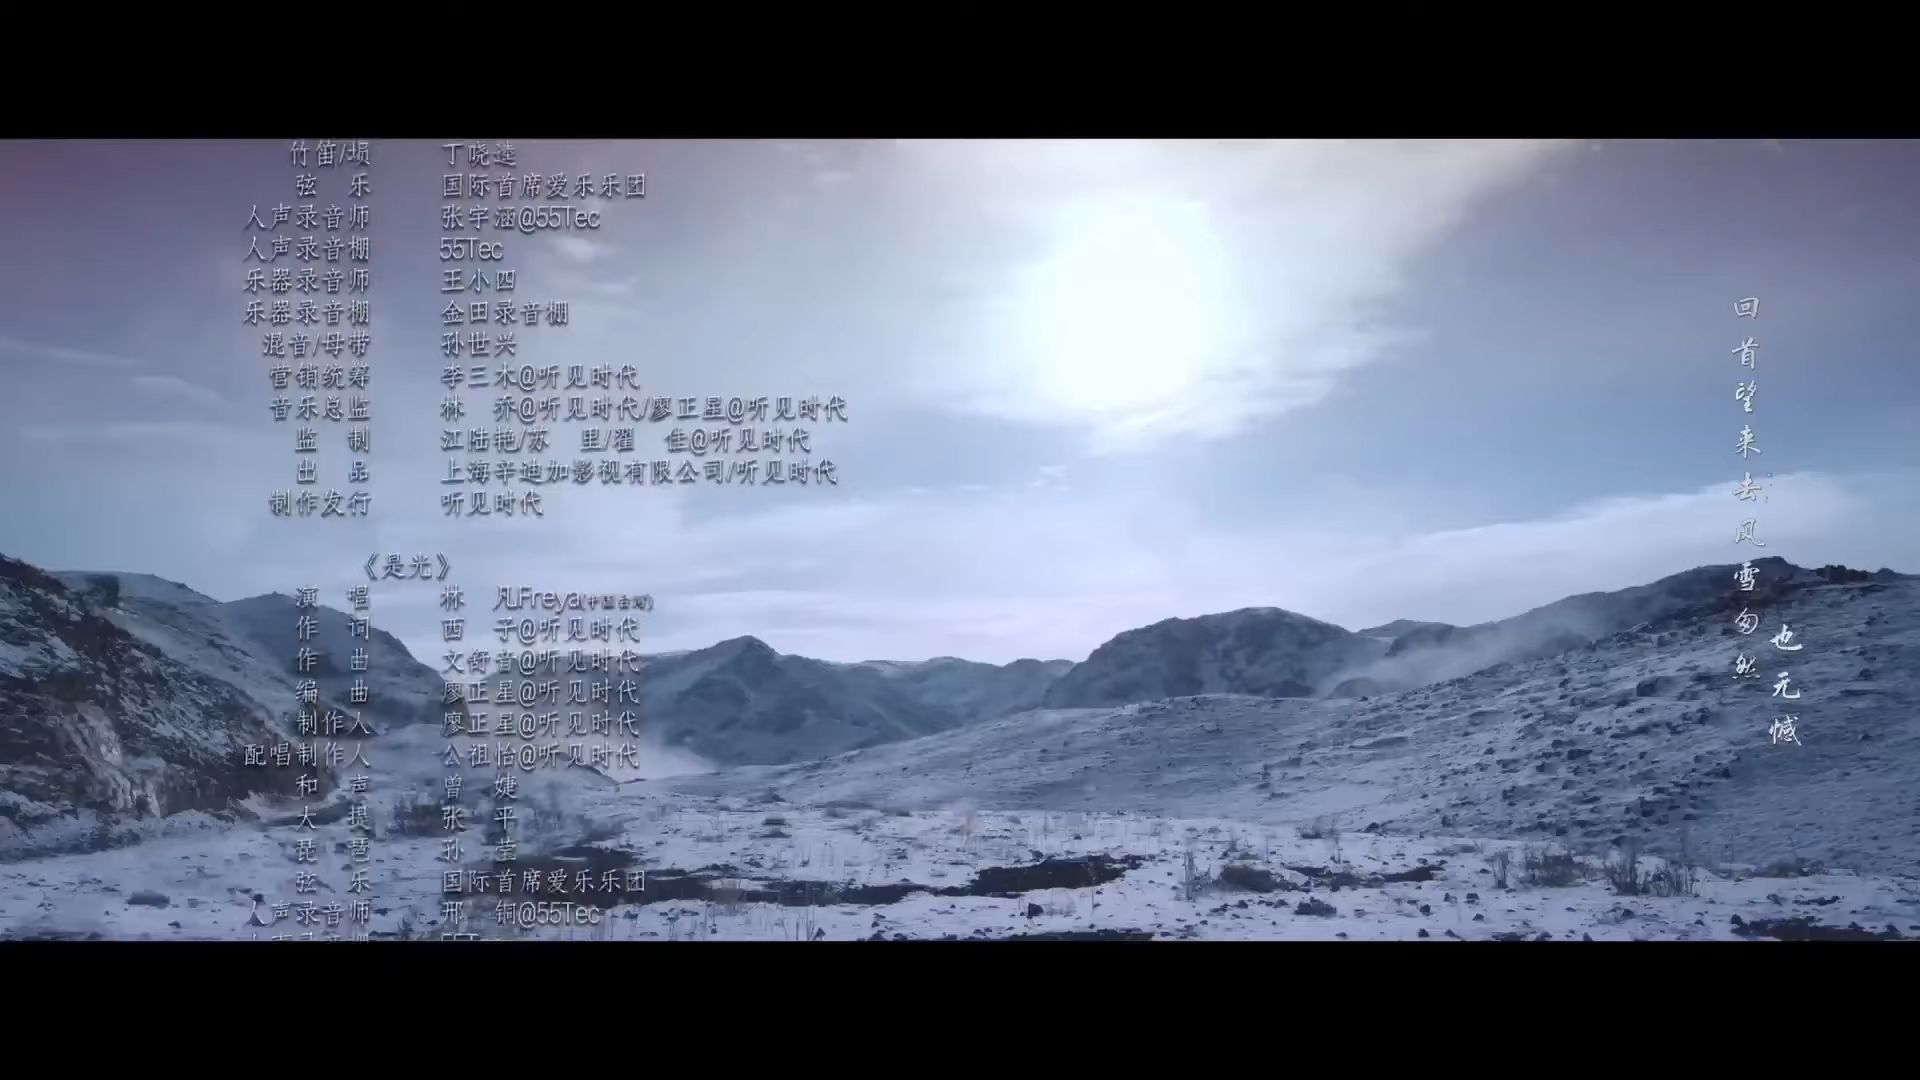 竹笛/埙 丁晓逵
弦 乐 国际首席爱乐乐团
人声录音师 张宇涵@55Tec
人声录音棚 55Tec
乐器录音师 王小四
乐器录音棚 金田录音棚
混音/母带 孙世兴
营销统筹 李三木@听见时代
音乐总监 林 乔@听见时代/廖正星@听见时代
监 制 江陆艳/苏 里/翟 佳@听见时代
出 品 上海辛迪加影视有限公司/听见时代
制作发行 听见时代
《是光》
演 唱 林 凡Freya(中国台湾)
作 词 西 子@听见时代
作 曲 文舒音@听见时代
编 曲 廖正星@听见时代
制作人 廖正星@听见时代
配唱制作人 公祖怡@听见时代
和 声 曾 婕
大 提 张 平
琵 琶 孙 莹
弦 乐 国际首席爱乐乐团
人声录音师 邢 铜@55Tec
回首望来去风雪匆然
也无憾